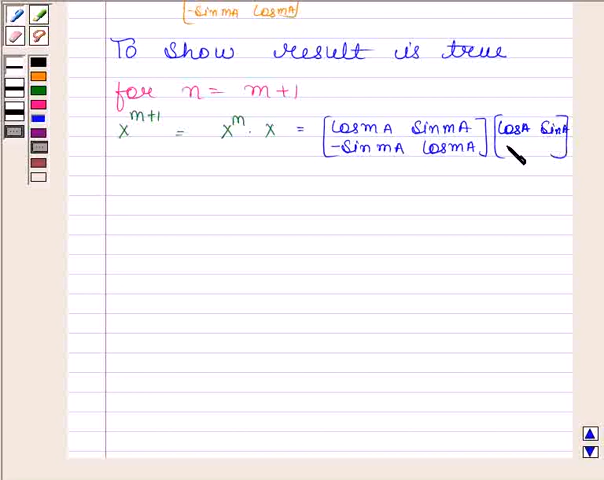 -Sin mA Cos mA
To show result is true
for n = m+1
x^{m+1} = x^m . x = [Cos mA Sin mA] [Cos A Sin A
-Sin mA Cos mA]